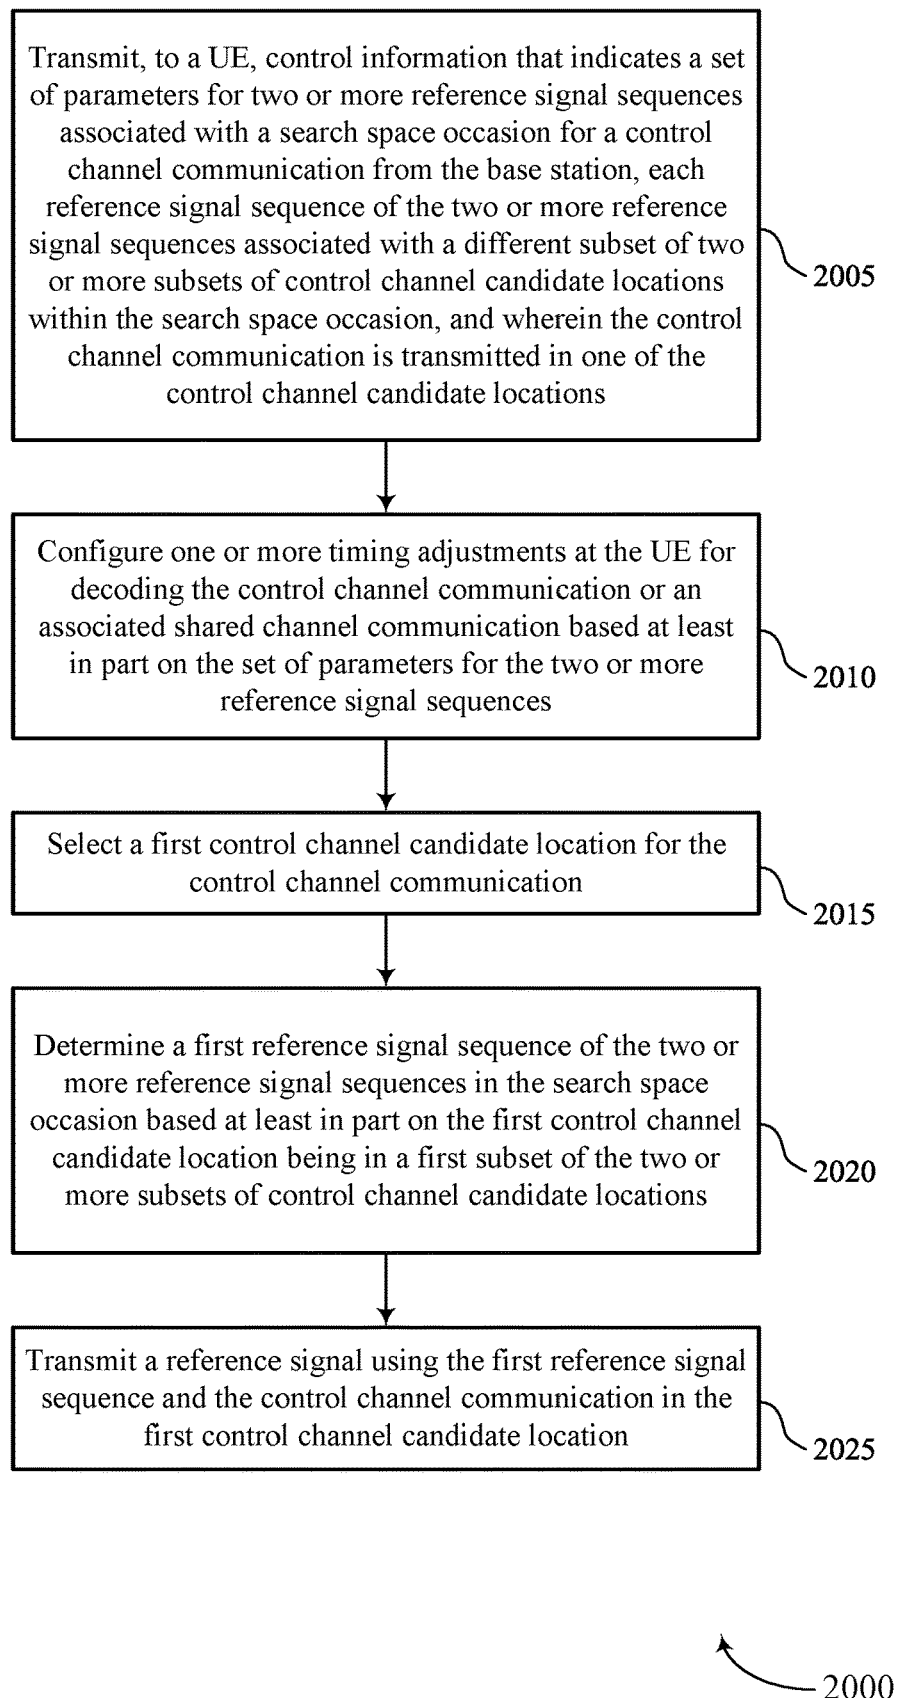 Transmit, to a UE, control information that indicates a set
of parameters for two or more reference signal sequences
associated with a search space occasion for a control
channel communication from the base station, each
reference signal sequence of the two or more reference
signal sequences associated with a different subset of two
or more subsets of control channel candidate locations
within the search space occasion, and wherein the control
channel communication is transmitted in one of the
control channel candidate locations
2005
Configure one or more timing adjustments at the UE for
decoding the control channel communication or an
associated shared channel communication based at least
in part on the set of parameters for the two or more
reference signal sequences
2010
Select a first control channel candidate location for the
control channel communication
2015
Determine a first reference signal sequence of the two or
more reference signal sequences in the search space
occasion based at least in part on the first control channel
candidate location being in a first subset of the two or
more subsets of control channel candidate locations
2020
Transmit a reference signal using the first reference signal
sequence and the control channel communication in the
first control channel candidate location
2025
2000